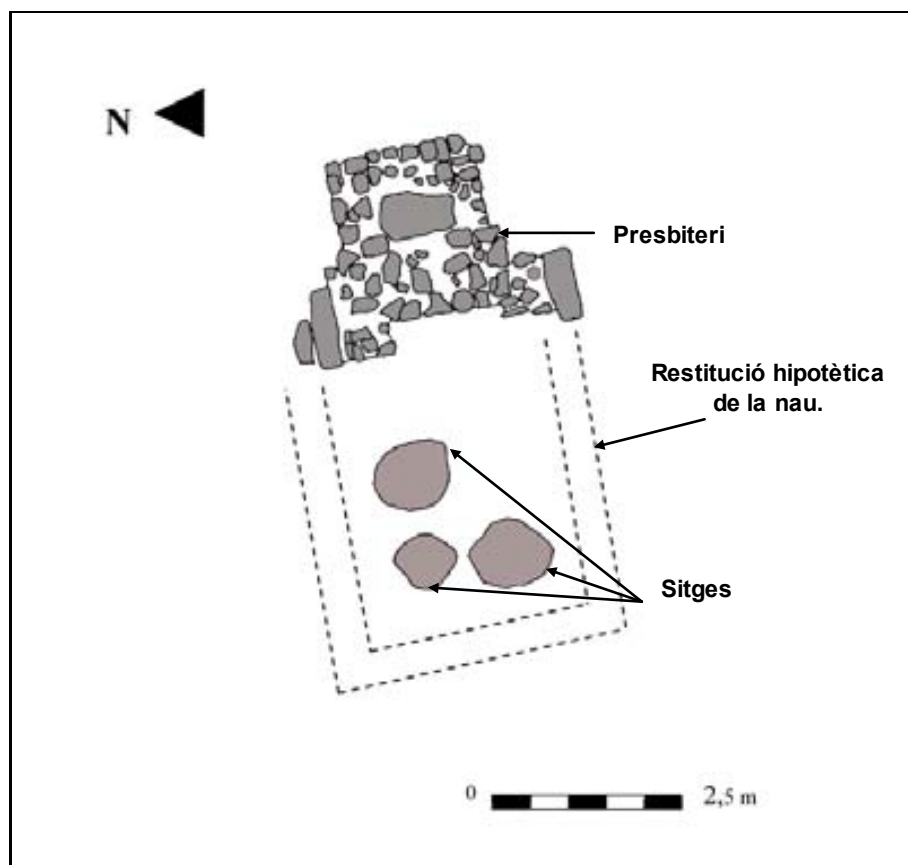 N
Presbiteri
Restitució hipotètica
de la nau.
Sitges
0 2,5 m